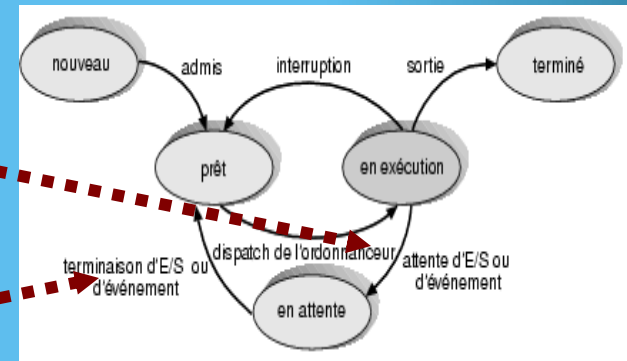 nouveau
admis
interruption
sortie
terminé
prêt
en exécution
dispatch de l'ordonnanceur
terminaison d'E/S ou
d'événement
attente d'E/S ou
d'événement
en attente